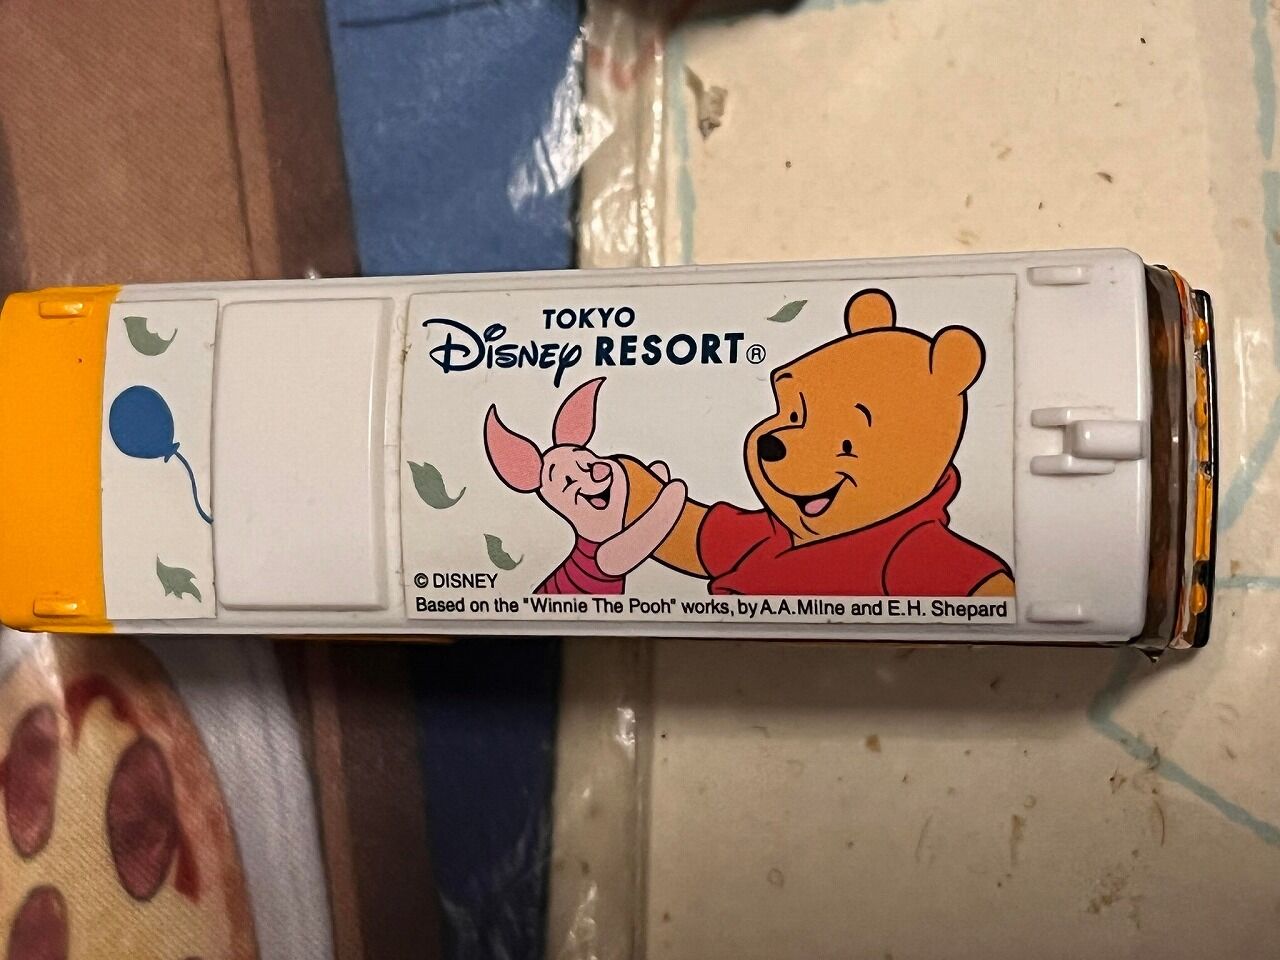 TOKYO
Disney RESORT®
© DISNEY
Based on the "Winnie The Pooh" works, by A.A.Milne and E.H. Shepard